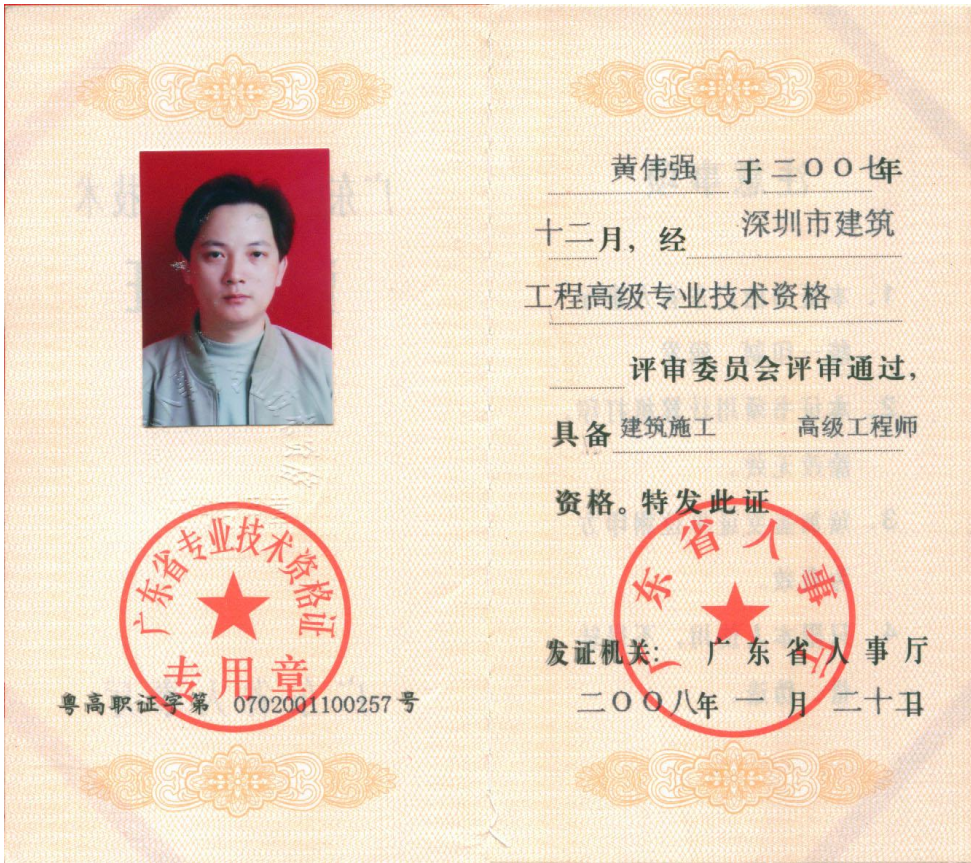 广东省专业技术资格证
专用章
粤高职证字第 0702001100257 号
黄伟强 于二〇〇七年
十二月，经 深圳市建筑
工程高级专业技术资格
评审委员会评审通过，
具备 建筑施工 高级工程师
资格。特发此证
广东省人事厅
发证机关： 广东省人事厅
二〇〇八年 一 月 二十日